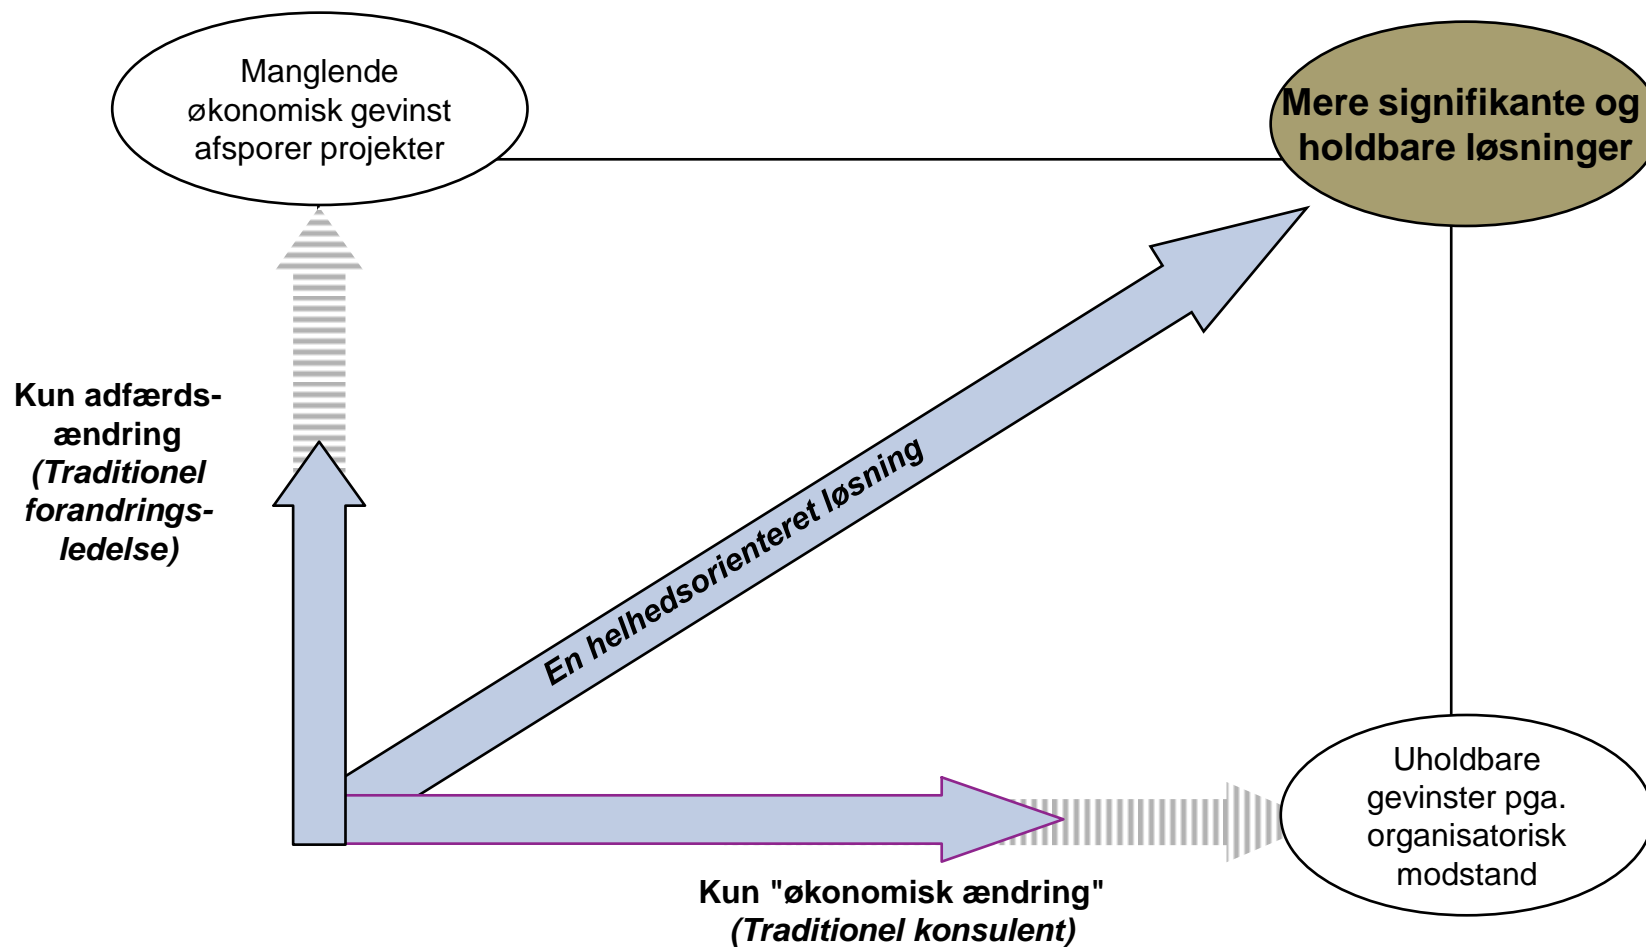 Manglende
økonomisk gevinst
afsporer projekter
Mere signifikante og
holdbare løsninger
Kun adfærds-
ændring
(Traditionel
forandrings-
ledelse)
En helhedsorienteret løsning
Uholdbare
gevinster pga.
organisatorisk
modstand
Kun "økonomisk ændring"
(Traditionel konsulent)